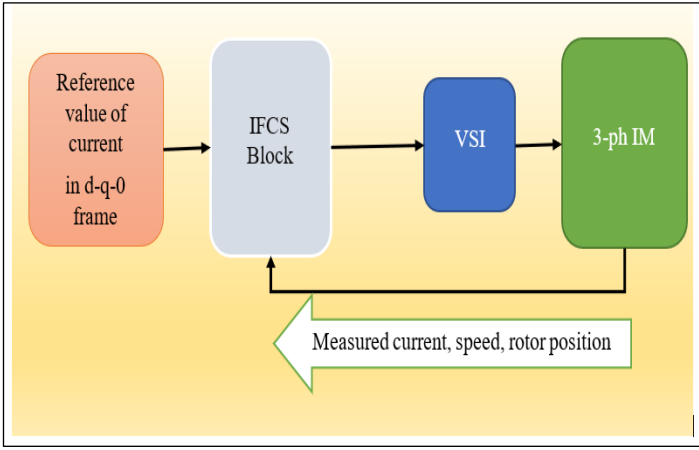 Reference
value of
current
in d-q-0
frame
IFCS
Block
VSI
3-ph IM
Measured current, speed, rotor position